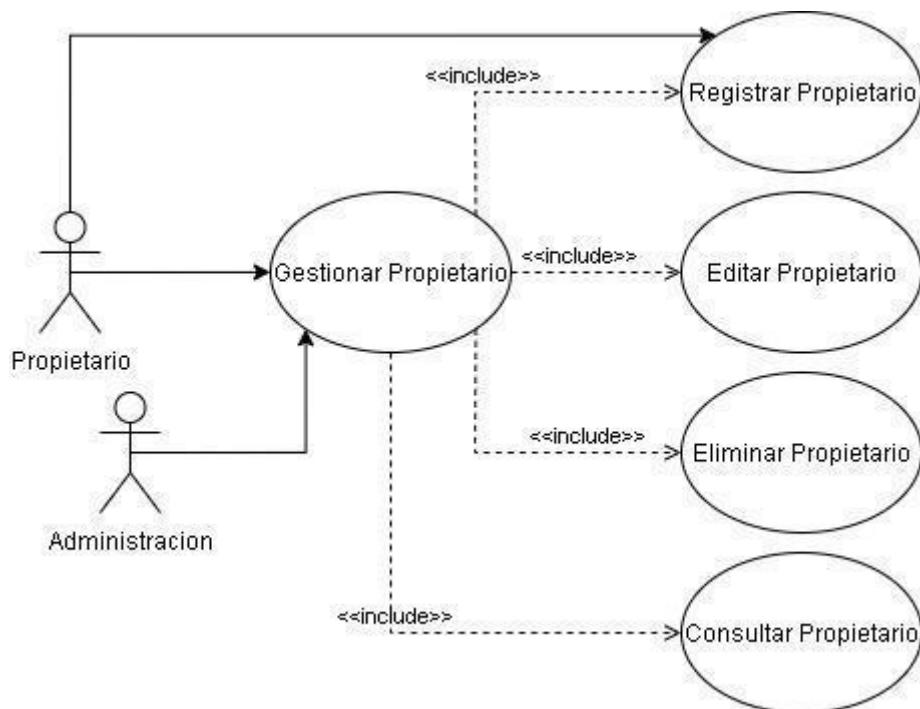 <<include>>
Registrar Propietario
Gestionar Propietario
<<include>>
Editar Propietario
Propietario
<<include>>
Eliminar Propietario
Administracion
<<include>>
Consultar Propietario